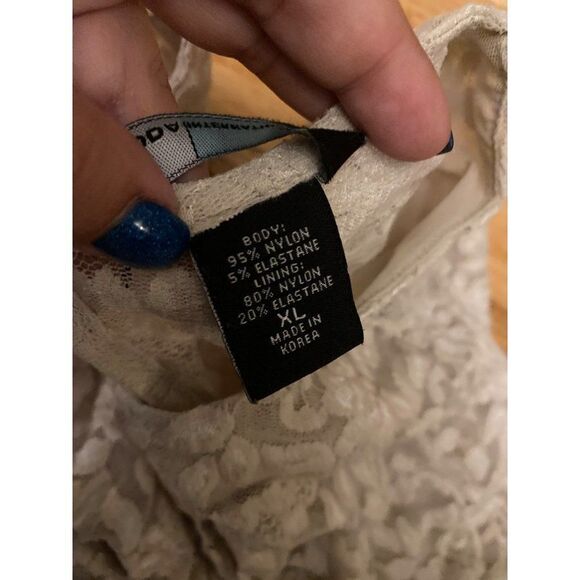 BODY:
95% NYLON
5% ELASTANE
LINING:
80% NYLON
20% ELASTANE
XL
MADE IN
KOREA